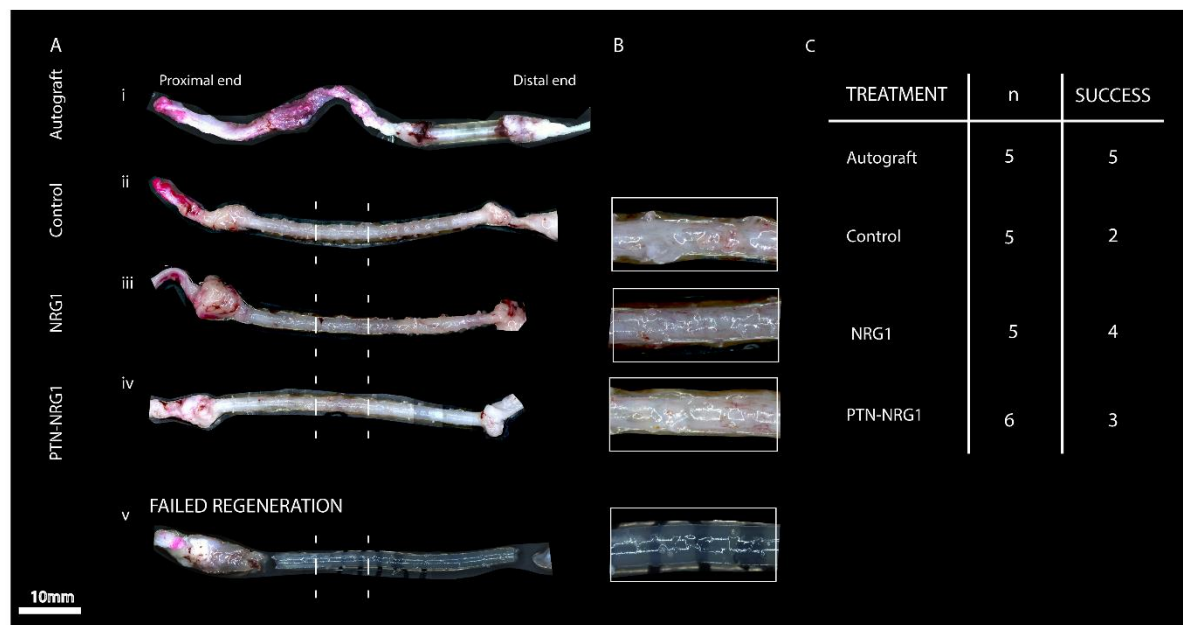 A
B
C
Proximal end
Distal end
i
Autograft
ii
Control
iii
NRG1
iv
PTN-NRG1
FAILED REGENERATION
v
10mm
TREATMENT n SUCCESS
Autograft 5 5
Control 5 2
NRG1 5 4
PTN-NRG1 6 3